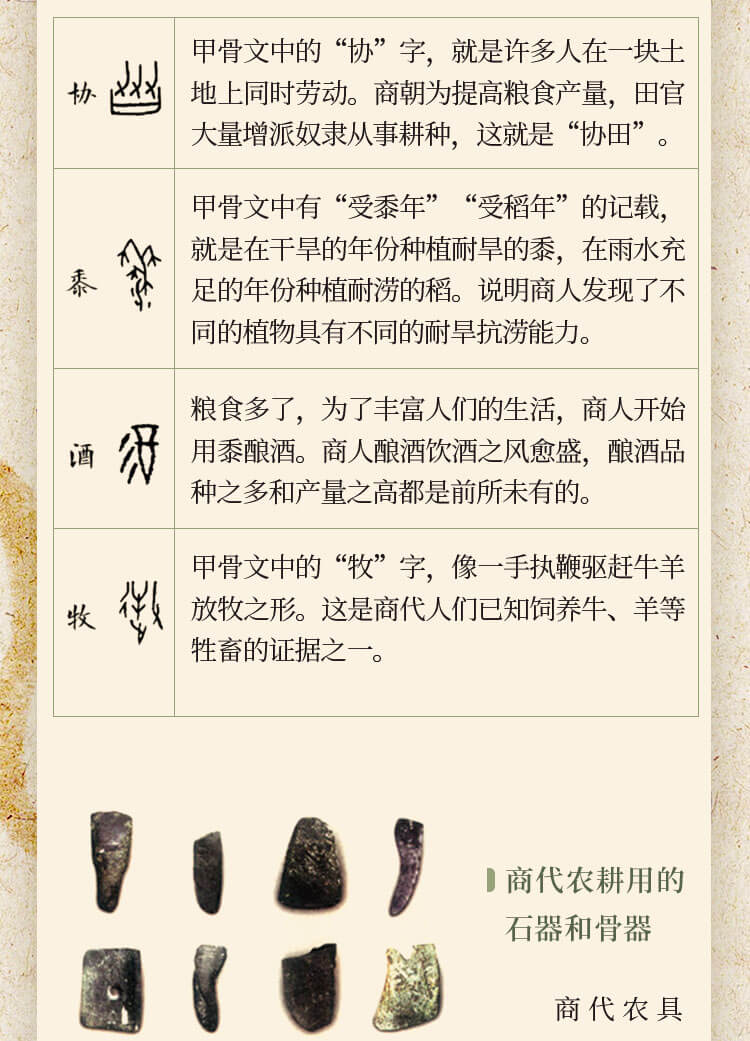 协
甲骨文中的“协”字，就是许多人在一块土
地上同时劳动。商朝为提高粮食产量，田官
大量增派奴隶从事耕种，这就是“协田”。
黍
甲骨文中有“受黍年”“受稻年”的记载，
就是在干旱的年份种植耐旱的黍，在雨水充
足的年份种植耐涝的稻。说明商人发现了不
同的植物具有不同的耐旱抗涝能力。
酒
粮食多了，为了丰富人们的生活，商人开始
用黍酿酒。商人酿酒饮酒之风愈盛，酿酒品
种之多和产量之高都是前所未有的。
牧
甲骨文中的“牧”字，像一手执鞭驱赶牛羊
放牧之形。这是商代人们已知饲养牛、羊等
牲畜的证据之一。
商代农耕用的
石器和骨器
商代农具